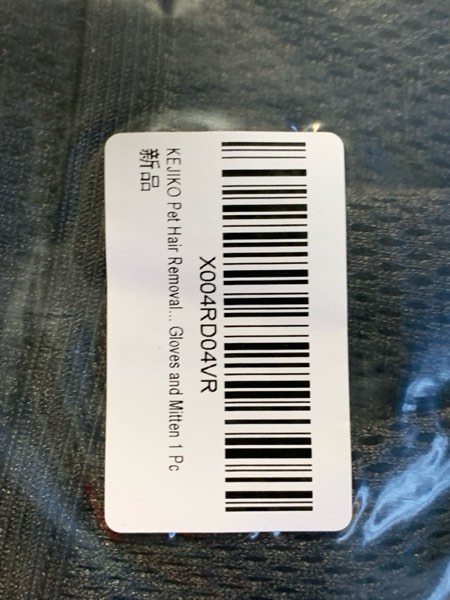 X004RD04VR
KEJIKO Pet Hair Removal... Gloves and Mitten 1 Pc
新品